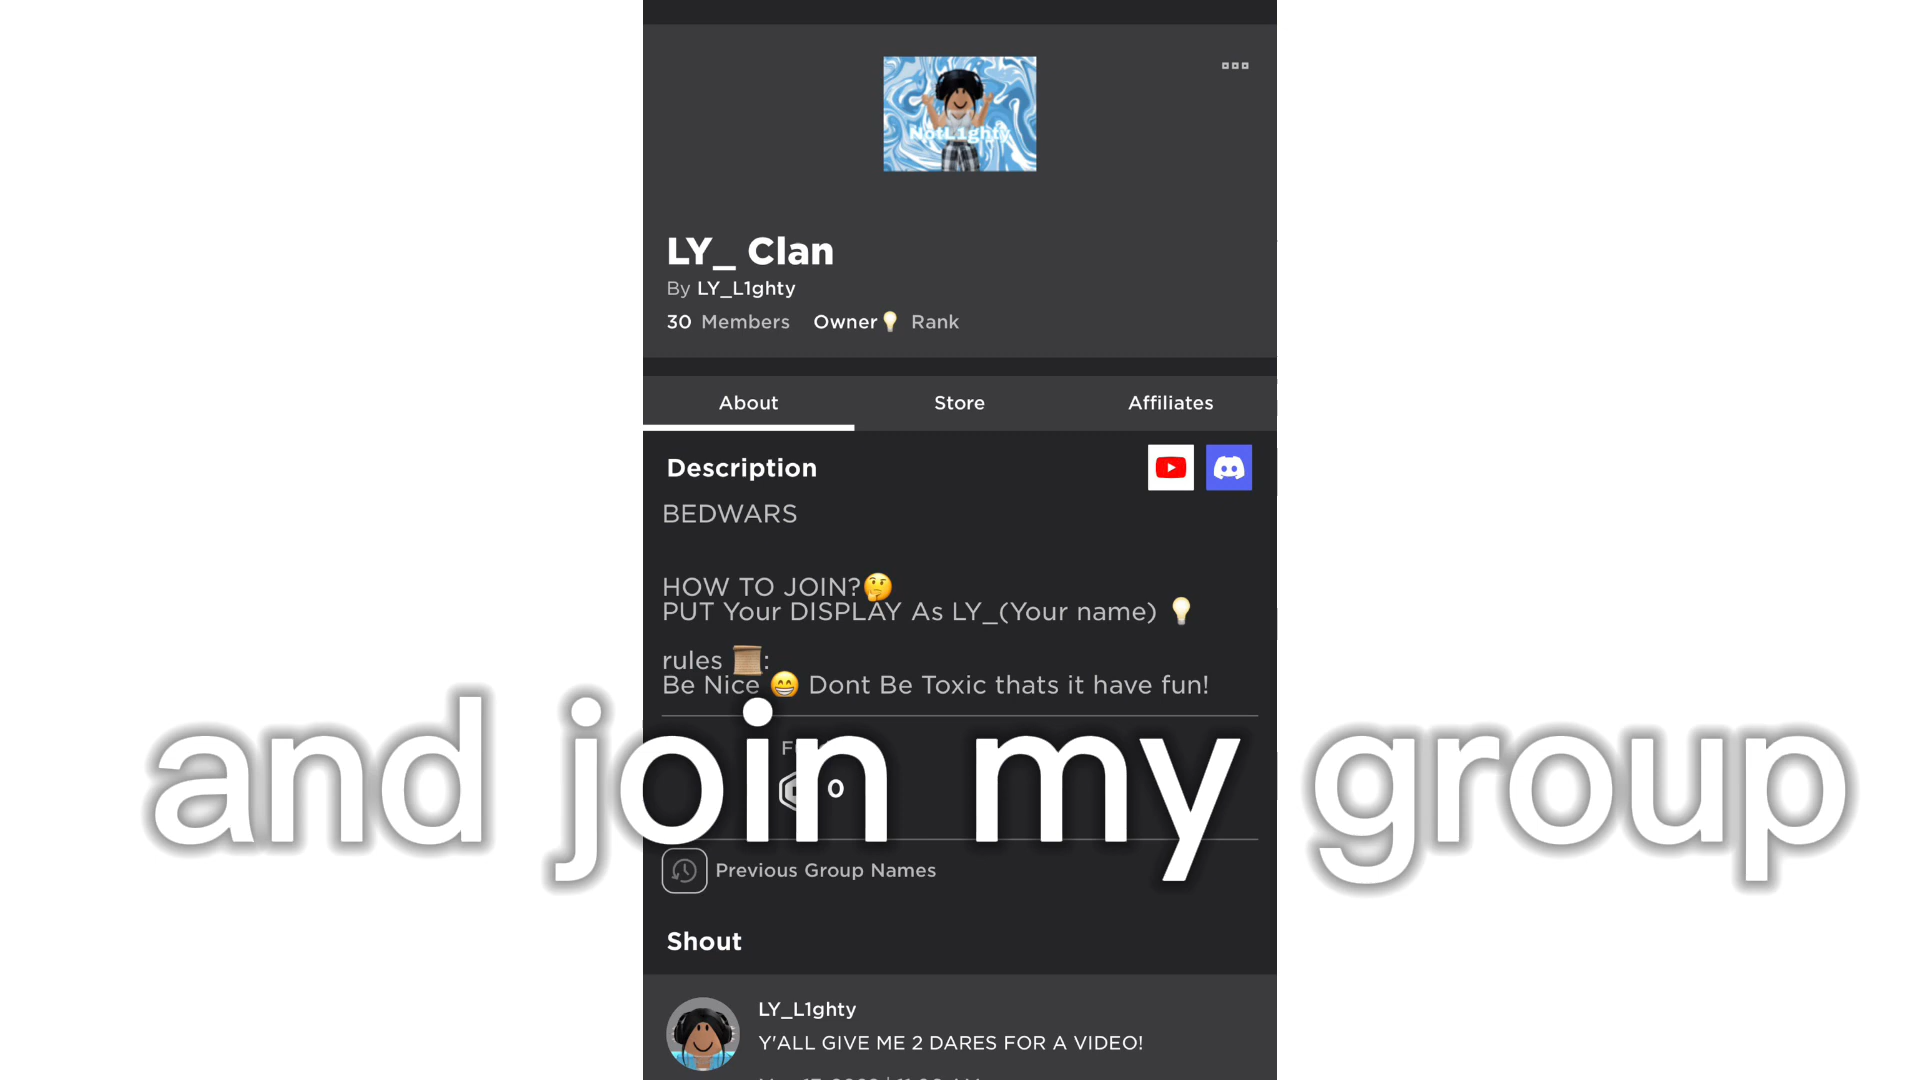 NotL1ghty
LY_ Clan
By LY_L1ghty
30 Members Owner💡 Rank
About Store Affiliates
Description
BEDWARS
HOW TO JOIN?🤔
PUT Your DISPLAY As LY_(Your name) 💡
rules 📜:
Be Nice 😁 Dont Be Toxic thats it have fun!
and join my group
0
Previous Group Names
Shout
LY_L1ghty
Y'ALL GIVE ME 2 DARES FOR A VIDEO!